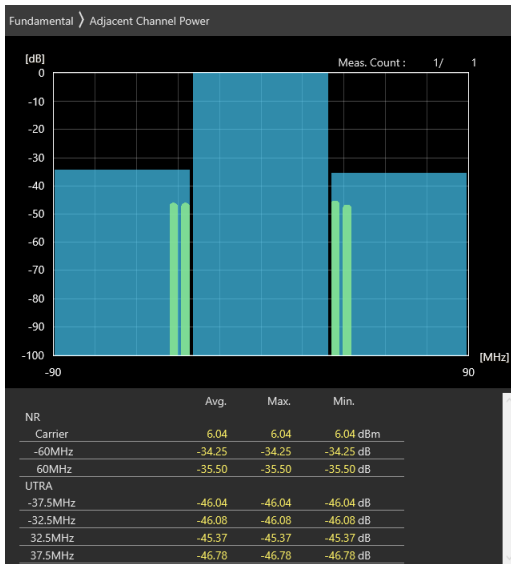 Fundamental 〉 Adjacent Channel Power
[dB]
Meas. Count : 1/ 1
0
-10
-20
-30
-40
-50
-60
-70
-80
-90
-100
[MHz]
-90 90
Avg. Max. Min.
NR
Carrier 6.04 6.04 6.04 dBm
-60MHz -34.25 -34.25 -34.25 dB
60MHz -35.50 -35.50 -35.50 dB
UTRA
-37.5MHz -46.04 -46.04 -46.04 dB
-32.5MHz -46.08 -46.08 -46.08 dB
32.5MHz -45.37 -45.37 -45.37 dB
37.5MHz -46.78 -46.78 -46.78 dB